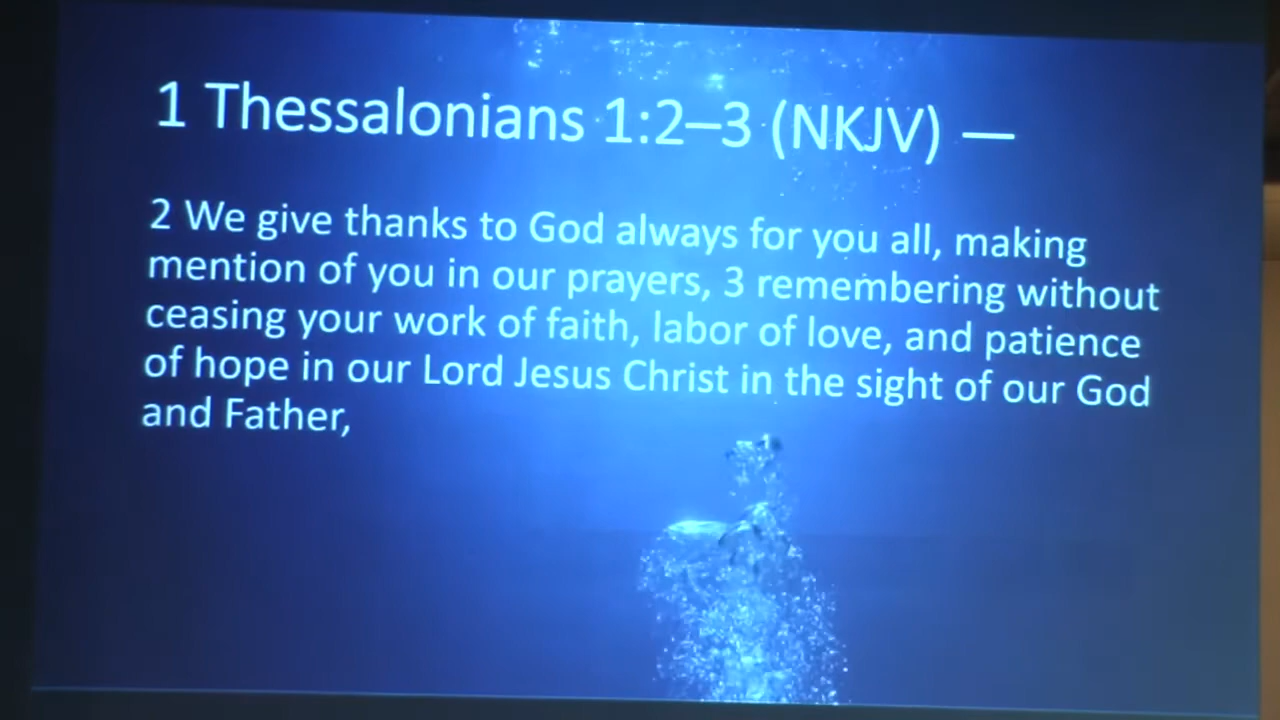 1 Thessalonians 1:2–3 (NKJV) —
2 We give thanks to God always for you all, making
mention of you in our prayers, 3 remembering without
ceasing your work of faith, labor of love, and patience
of hope in our Lord Jesus Christ in the sight of our God
and Father,